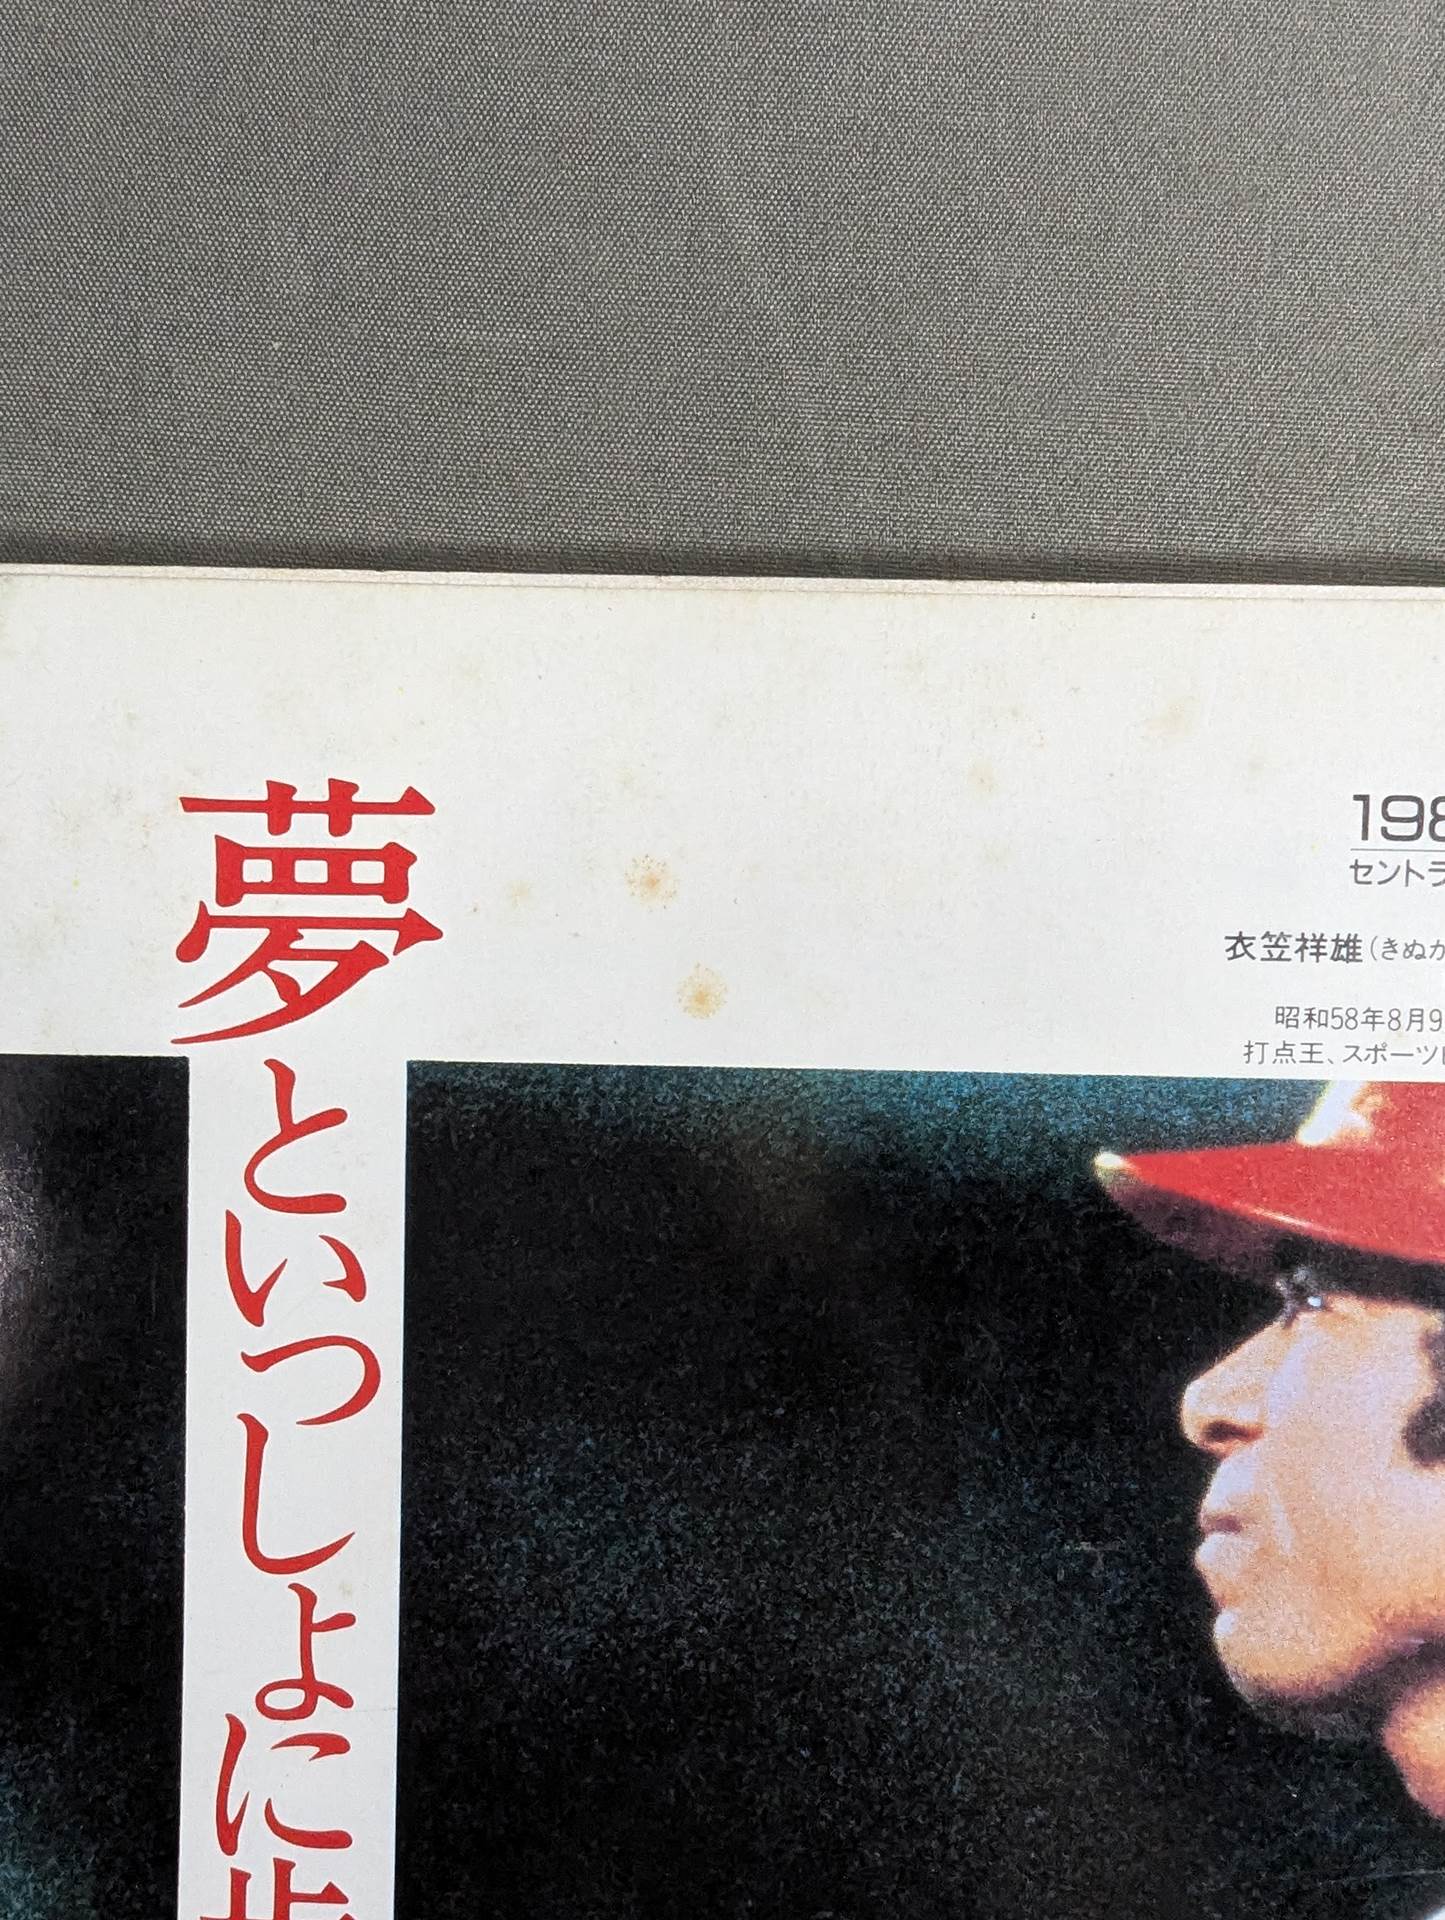 夢といっしょに歩
198
セントラ
衣笠祥雄（きぬが
昭和58年8月9
打点王、スポーツ